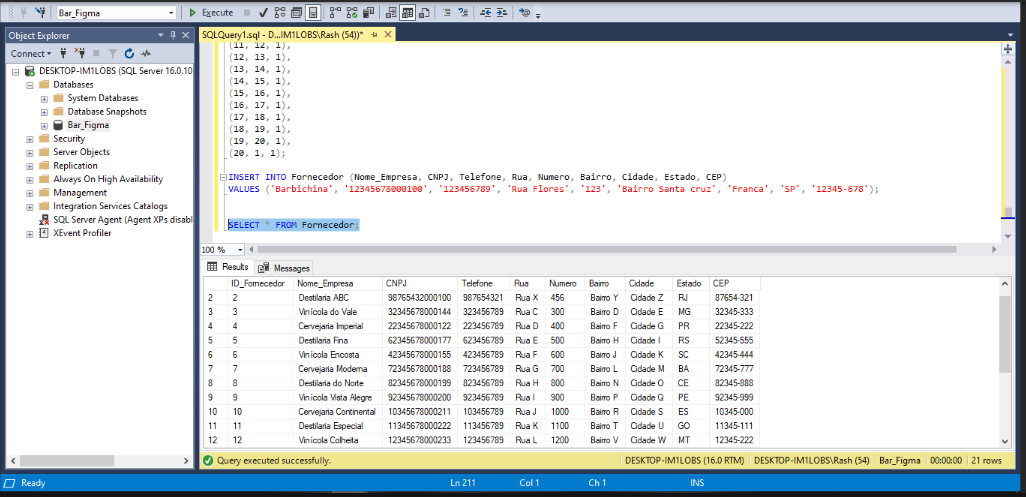 Bar_Figma Execute
Object Explorer
Connect
DESKTOP-IM1LOBS (SQL Server 16.0.10
Databases
System Databases
Database Snapshots
Bar_Figma
Security
Server Objects
Replication
Always On High Availability
Management
Integration Services Catalogs
SQL Server Agent (Agent XPs disabl
XEvent Profiler
SQLQuery1.sql - D...IM1LOBS\Rash (54))*
(11, 12, 1),
(12, 13, 1),
(13, 14, 1),
(14, 15, 1),
(15, 16, 1),
(16, 17, 1),
(17, 18, 1),
(18, 19, 1),
(19, 20, 1),
(20, 1, 1);
INSERT INTO Fornecedor (Nome_Empresa, CNPJ, Telefone, Rua, Numero, Bairro, Cidade, Estado, CEP)
VALUES ('Barbichina', '12345678000100', '123456789', 'Rua Flores', '123', 'Bairro Santa cruz', 'Franca', 'SP', '12345-678');
SELECT * FROM Fornecedor;
100 %
Results Messages
ID_Fornecedor Nome_Empresa CNPJ Telefone Rua Numero Bairro Cidade Estado CEP
2 2 Destilaria ABC 98765432000100 987654321 Rua X 456 Bairro Y Cidade Z RJ 87654-321
3 3 Vinícola do Vale 32345678000144 323456789 Rua C 300 Bairro D Cidade E MG 32345-333
4 4 Cervejaria Imperial 22345678000122 223456789 Rua D 400 Bairro F Cidade G PR 22345-222
5 5 Destilaria Fina 62345678000177 623456789 Rua E 500 Bairro H Cidade I RS 52345-555
6 6 Vinícola Encosta 42345678000155 423456789 Rua F 600 Bairro J Cidade K SC 42345-444
7 7 Cervejaria Moderna 72345678000188 723456789 Rua G 700 Bairro L Cidade M BA 72345-777
8 8 Destilaria do Norte 82345678000199 823456789 Rua H 800 Bairro N Cidade O CE 82345-888
9 9 Vinícola Vista Alegre 92345678000200 923456789 Rua I 900 Bairro P Cidade Q PE 92345-999
10 10 Cervejaria Continental 10345678000211 103456789 Rua J 1000 Bairro R Cidade S ES 10345-000
11 11 Destilaria Especial 11345678000222 113456789 Rua K 1100 Bairro T Cidade U GO 11345-111
12 12 Vinícola Colheita 12345678000233 123456789 Rua L 1200 Bairro V Cidade W MT 12345-222
Query executed successfully. DESKTOP-IM1LOBS (16.0 RTM) DESKTOP-IM1LOBS\Rash (54) Bar_Figma 00:00:00 21 rows
Ready Ln 211 Col 1 Ch 1 INS